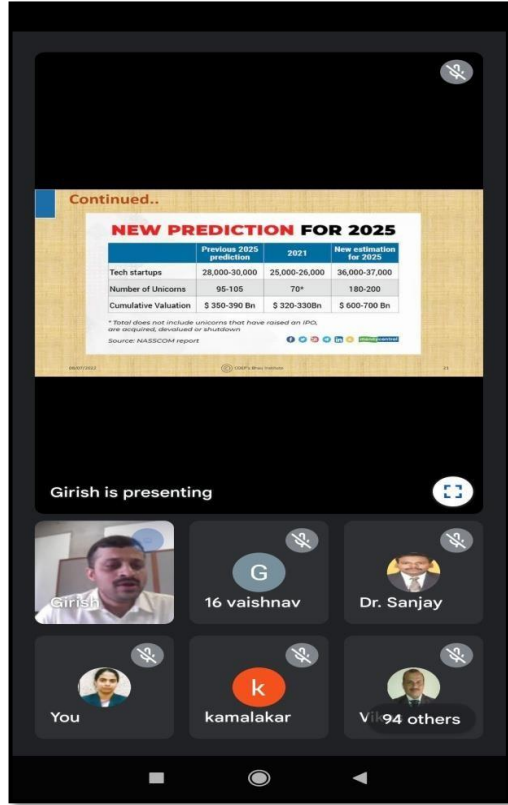 Continued..
NEW PREDICTION FOR 2025
Previous 2025 prediction 2021 New estimation for 2025
Tech startups 28,000-30,000 25,000-26,000 36,000-37,000
Number of Unicorns 95-105 70* 180-200
Cumulative Valuation $ 350-390 Bn $ 320-330Bn $ 600-700 Bn
* Total does not include unicorns that have raised an IPO,
are acquired, devalued or shutdown
Source: NASSCOM report
21
Girish is presenting
Girish
G
16 vaishnav
Dr. Sanjay
You
k
kamalakar
94 others